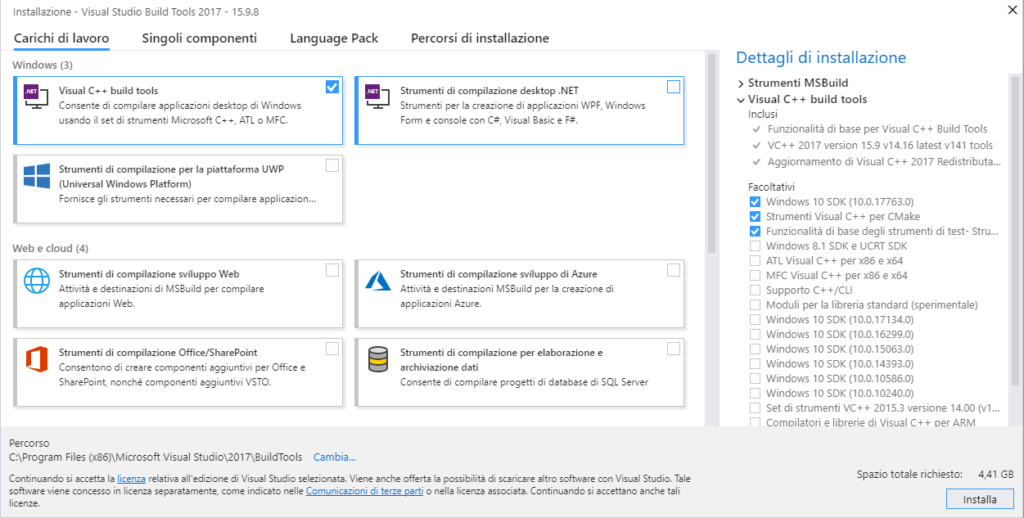 Installazione - Visual Studio Build Tools 2017 - 15.9.8
Carichi di lavoro
Singoli componenti
Language Pack
Percorsi di installazione
Windows (3)
.NET
Visual C++ build tools
Consente di compilare applicazioni desktop di Windows
usando il set di strumenti Microsoft C++, ATL o MFC.
.NET
Strumenti di compilazione desktop .NET
Strumenti per la creazione di applicazioni WPF, Windows
Form e console con C#, Visual Basic e F#.
Strumenti di compilazione per la piattaforma UWP
(Universal Windows Platform)
Fornisce gli strumenti necessari per compilare applicazion...
Web e cloud (4)
Strumenti di compilazione sviluppo Web
Attività e destinazioni di MSBuild per compilare
applicazioni Web.
Strumenti di compilazione sviluppo di Azure
Attività e destinazioni MSBuild per la creazione di
applicazioni Azure.
Strumenti di compilazione Office/SharePoint
Consentono di creare componenti aggiuntivi per Office e
SharePoint, nonché componenti aggiuntivi VSTO.
Strumenti di compilazione per elaborazione e
archiviazione dati
Consente di compilare progetti di database di SQL Server
Dettagli di installazione
Strumenti MSBuild
Visual C++ build tools
Inclusi
Funzionalità di base per Visual C++ Build Tools
VC++ 2017 version 15.9 v14.16 latest v141 tools
Aggiornamento di Visual C++ 2017 Redistributa...
Facoltativi
Windows 10 SDK (10.0.17763.0)
Strumenti Visual C++ per CMake
Funzionalità di base degli strumenti di test- Stru...
Windows 8.1 SDK e UCRT SDK
ATL Visual C++ per x86 e x64
MFC Visual C++ per x86 e x64
Supporto C++/CLI
Moduli per la libreria standard (sperimentale)
Windows 10 SDK (10.0.17134.0)
Windows 10 SDK (10.0.16299.0)
Windows 10 SDK (10.0.15063.0)
Windows 10 SDK (10.0.14393.0)
Windows 10 SDK (10.0.10586.0)
Windows 10 SDK (10.0.10240.0)
Set di strumenti VC++ 2015.3 versione 14.00 (v1...
Compilatori e librerie di Visual C++ per ARM
Percorso
C:\Program Files (x86)\Microsoft Visual Studio\2017\BuildTools Cambia...
Continuando si accetta la licenza relativa all'edizione di Visual Studio selezionata. Viene anche offerta la possibilità di scaricare altro software con Visual Studio. Tale
software viene concesso in licenza separatamente, come indicato nelle Comunicazioni di terze parti o nella licenza associata. Continuando si accettano anche tali
licenze.
Spazio totale richiesto: 4,41 GB
Installa